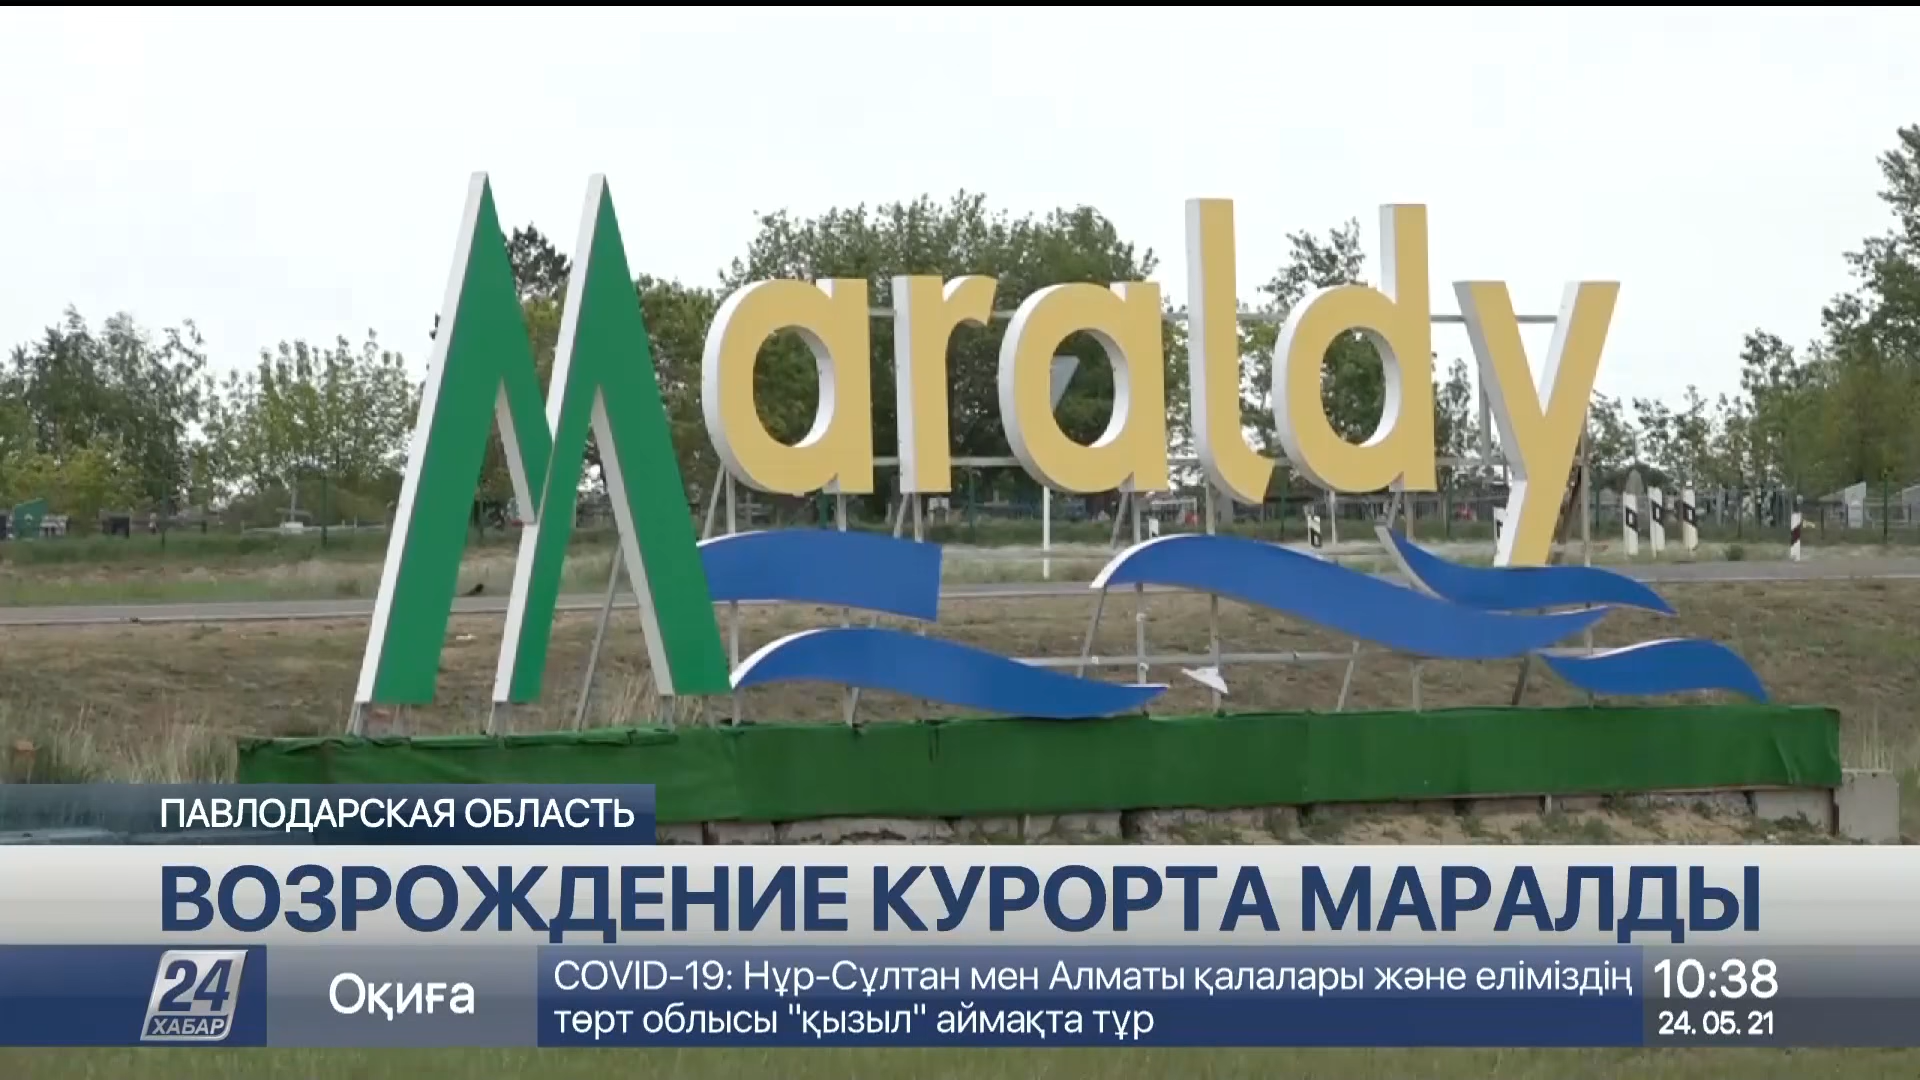 Maraldy
ПАВЛОДАРСКАЯ ОБЛАСТЬ
ВОЗРОЖДЕНИЕ КУРОРТА МАРАЛДЫ
24
ХАБАР
Оқиға
COVID-19: Нұр-Сұлтан мен Алматы қалалары және еліміздің
төрт облысы "қызыл" аймақта тұр
10:38
24. 05. 21